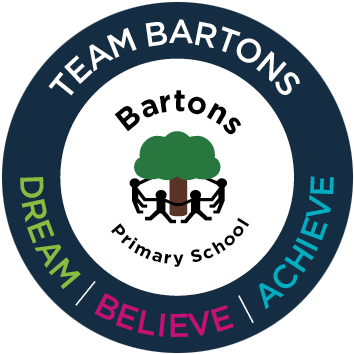 TEAM BARTONS
Bartons
Primary School
DREAM | BELIEVE | ACHIEVE